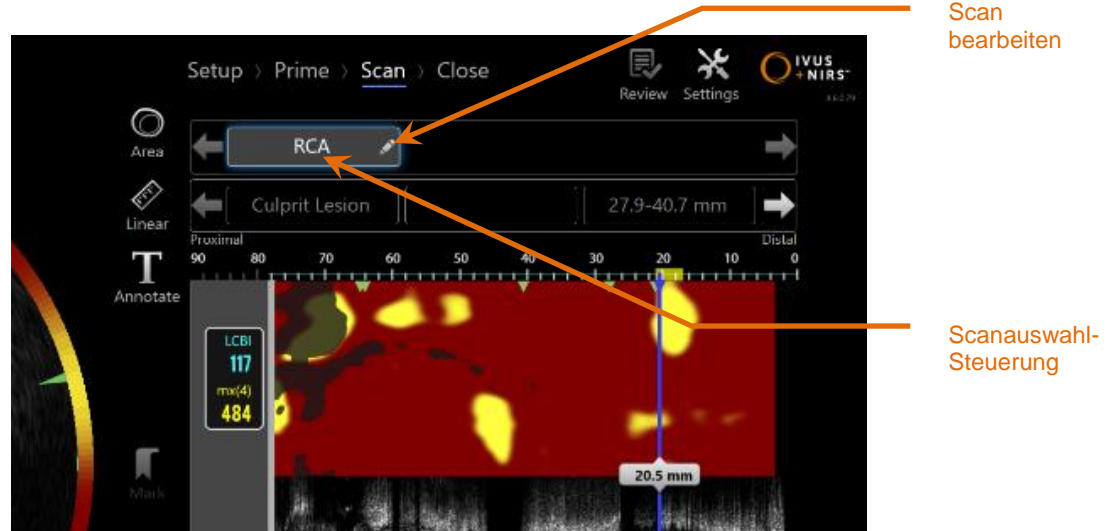 Scan
bearbeiten
Setup > Prime > Scan > Close
Review
Settings
IVUS
+NIRS
Area
RCA
Linear
Culprit Lesion
27.9-40.7 mm
Proximal
Distal
90 80 70 60 50 40 30 20 10 0
T
Annotate
LCBI
117
mx(4)
484
Scanauswahl-
Steuerung
20.5 mm
Mark